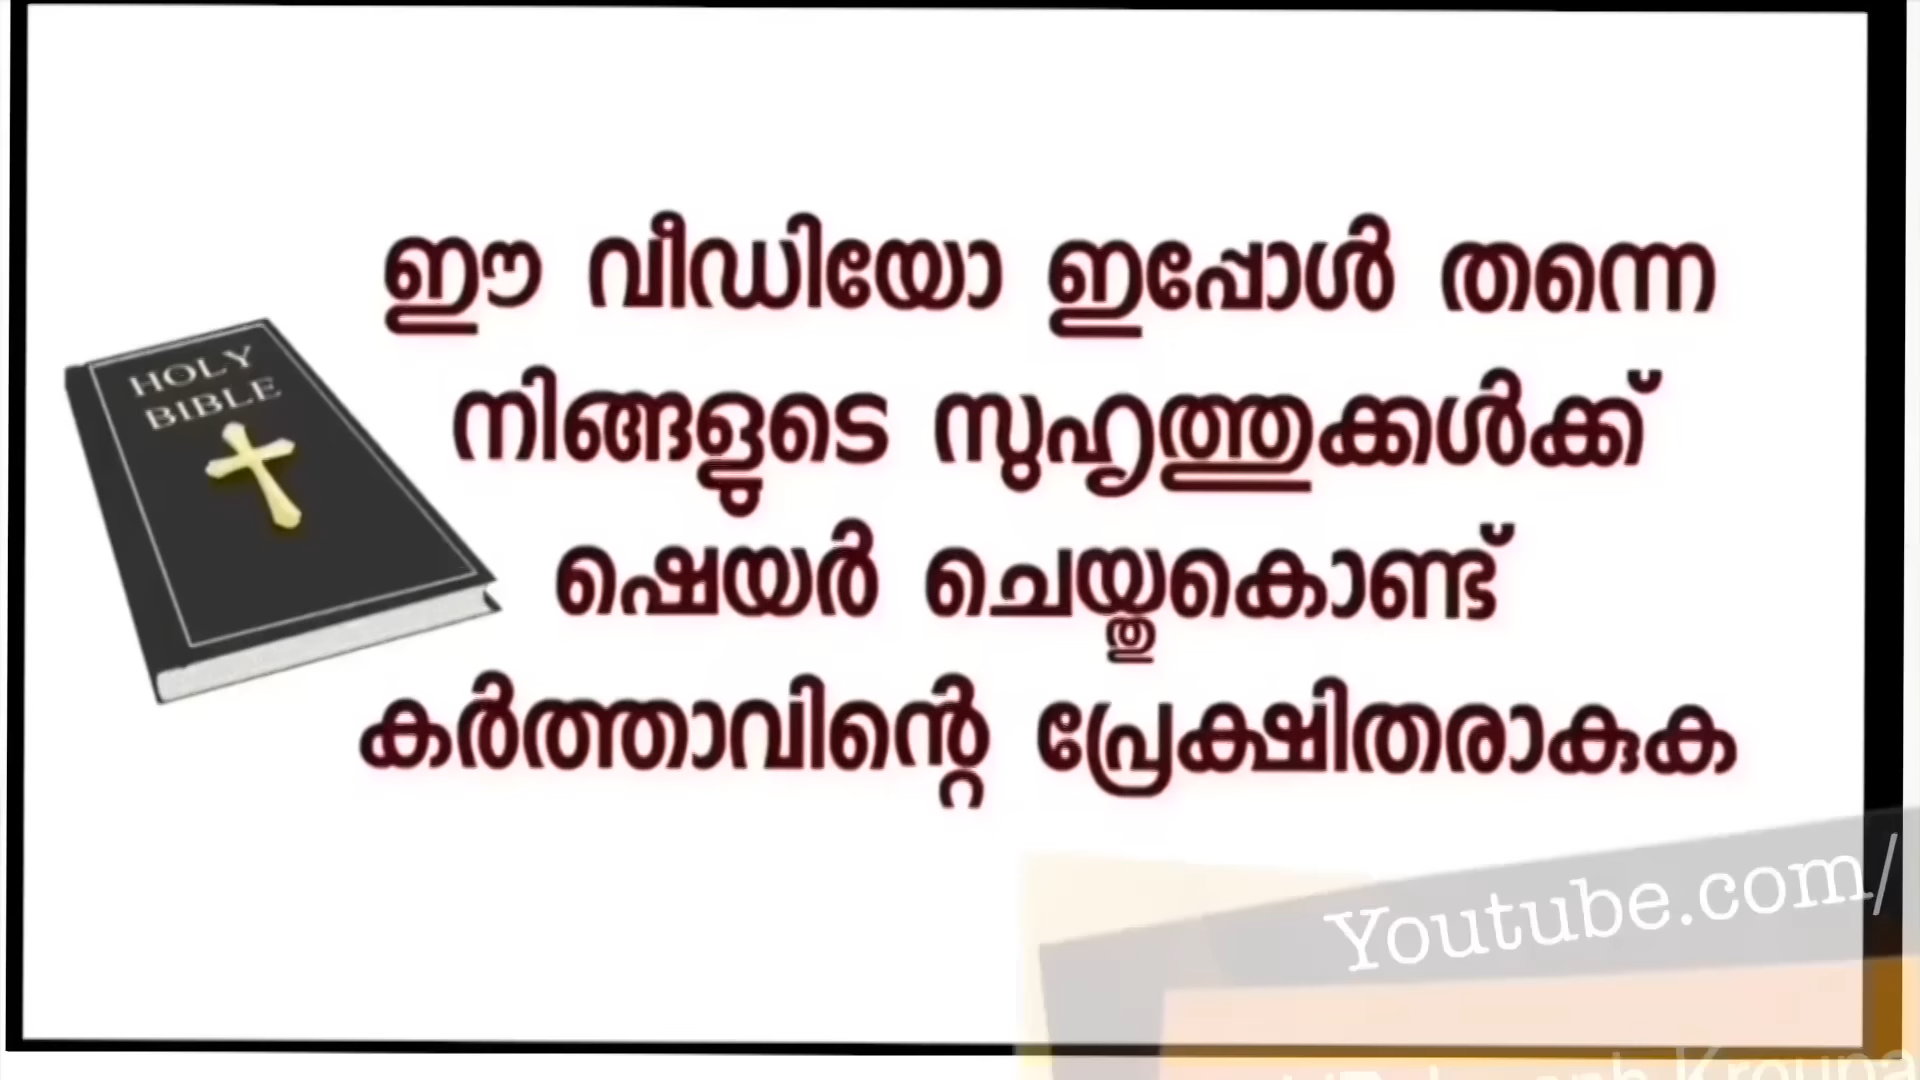 ഈ വീഡിയോ ഇപ്പോൾ തന്നെ
നിങ്ങളുടെ സുഹൃത്തുക്കൾക്ക്
ഷെയർ ചെയ്തുകൊണ്ട്
കർത്താവിന്റെ പ്രേക്ഷിതരാകുക
HOLY
BIBLE
Youtube.com/